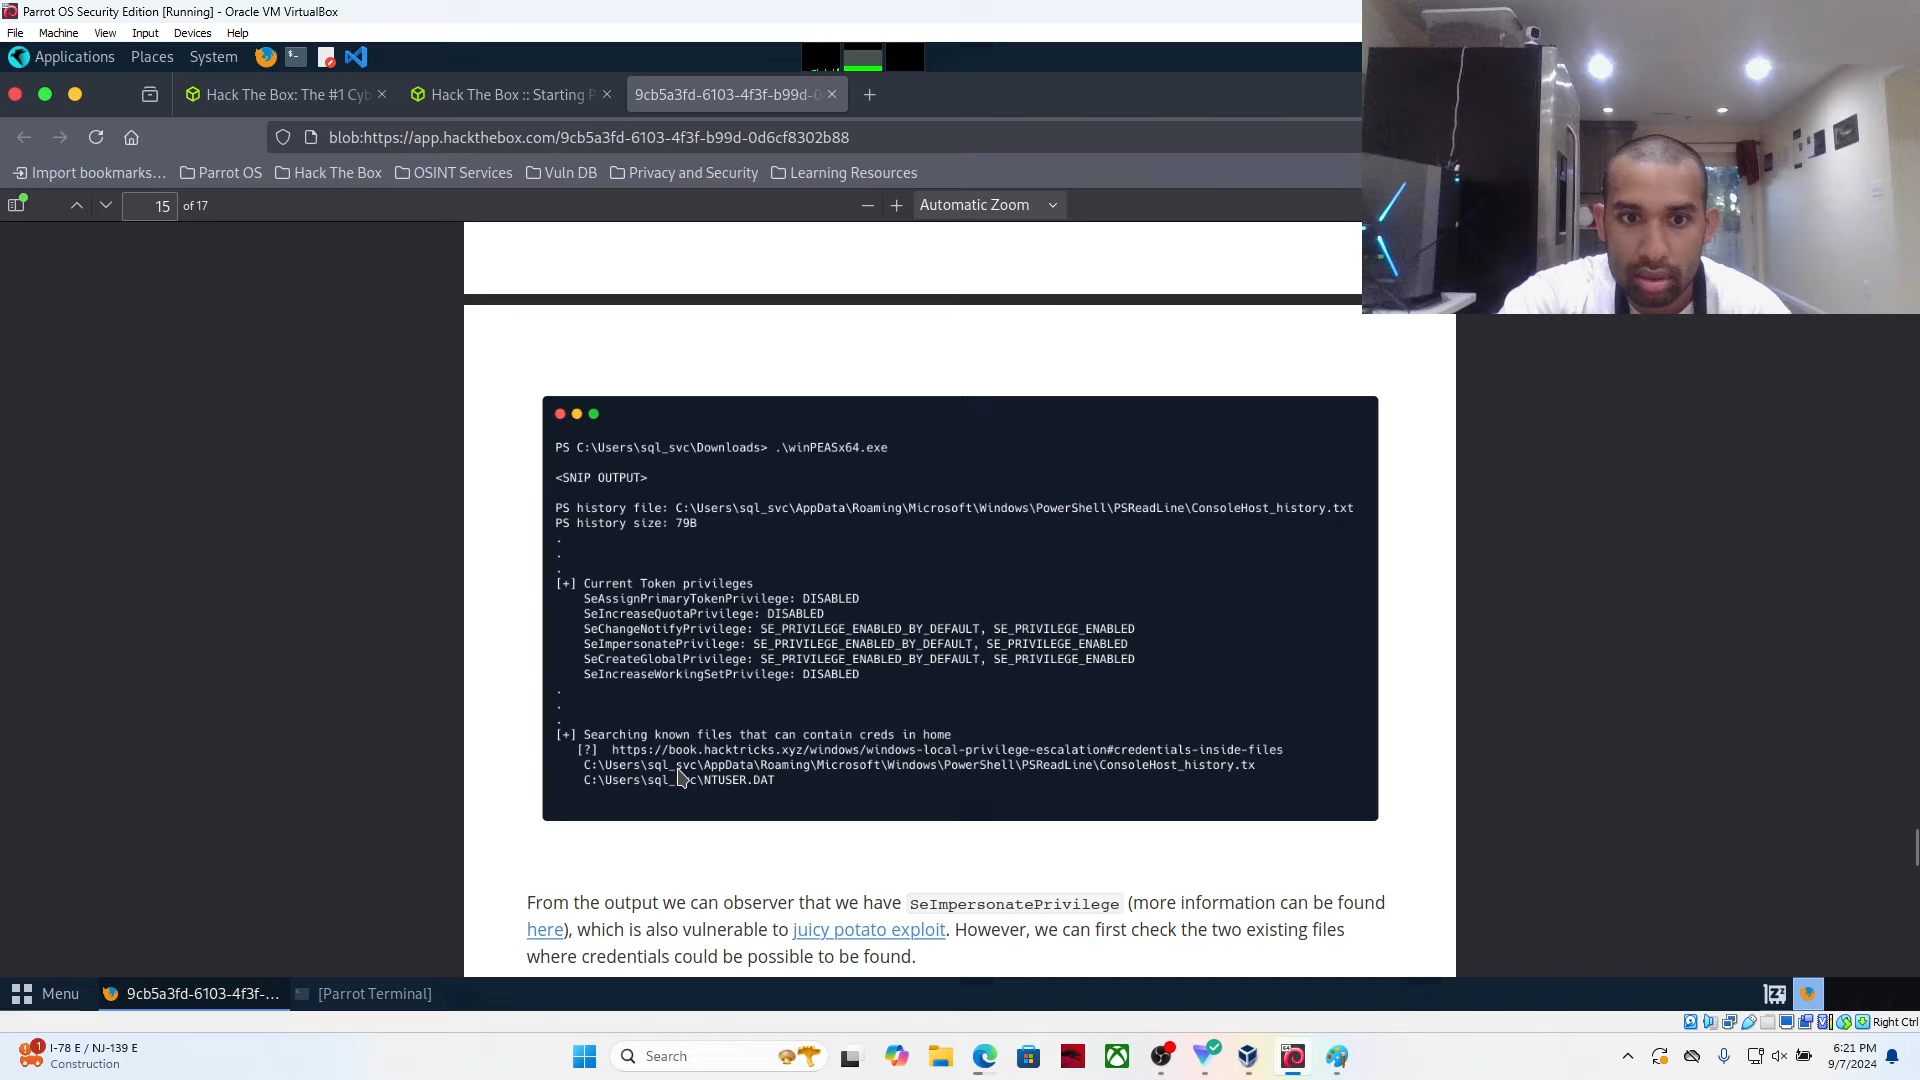 Parrot OS Security Edition [Running] - Oracle VM VirtualBox
File Machine View Input Devices Help
Applications Places System
Hack The Box: The #1 Cyb
Hack The Box :: Starting P
9cb5a3fd-6103-4f3f-b99d-0
blob:https://app.hackthebox.com/9cb5a3fd-6103-4f3f-b99d-0d6cf8302b88
Import bookmarks... Parrot OS Hack The Box OSINT Services Vuln DB Privacy and Security Learning Resources
15 of 17 Automatic Zoom
PS C:\Users\sql_svc\Downloads> .\winPEASx64.exe
<SNIP OUTPUT>
PS history file: C:\Users\sql_svc\AppData\Roaming\Microsoft\Windows\PowerShell\PSReadLine\ConsoleHost_history.txt
PS history size: 79B
.
.
.
[+] Current Token privileges
SeAssignPrimaryTokenPrivilege: DISABLED
SeIncreaseQuotaPrivilege: DISABLED
SeChangeNotifyPrivilege: SE_PRIVILEGE_ENABLED_BY_DEFAULT, SE_PRIVILEGE_ENABLED
SeImpersonatePrivilege: SE_PRIVILEGE_ENABLED_BY_DEFAULT, SE_PRIVILEGE_ENABLED
SeCreateGlobalPrivilege: SE_PRIVILEGE_ENABLED_BY_DEFAULT, SE_PRIVILEGE_ENABLED
SeIncreaseWorkingSetPrivilege: DISABLED
.
.
.
[+] Searching known files that can contain creds in home
[?] https://book.hacktricks.xyz/windows/windows-local-privilege-escalation#credentials-inside-files
C:\Users\sql_svc\AppData\Roaming\Microsoft\Windows\PowerShell\PSReadLine\ConsoleHost_history.tx
C:\Users\sql_svc\NTUSER.DAT
From the output we can observer that we have SeImpersonatePrivilege (more information can be found
here), which is also vulnerable to juicy potato exploit. However, we can first check the two existing files
where credentials could be possible to be found.
Menu 9cb5a3fd-6103-4f3f-... [Parrot Terminal]
Right Ctrl
1
I-78 E / NJ-139 E
Construction
Search
6:21 PM
9/7/2024